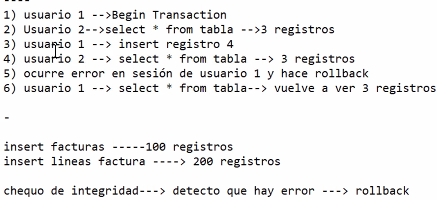 ----
1) usuario 1 -->Begin Transaction
2) Usuario 2-->select * from tabla -->3 registros
3) usuario 1 --> insert registro 4
4) usuario 2 --> select * from tabla --> 3 registros
5) ocurre error en sesión de usuario 1 y hace rollback
6) usuario 1 --> select * from tabla--> vuelve a ver 3 registros
-
insert facturas -----100 registros
insert lineas factura ----> 200 registros
chequo de integridad---> detecto que hay error ---> rollback